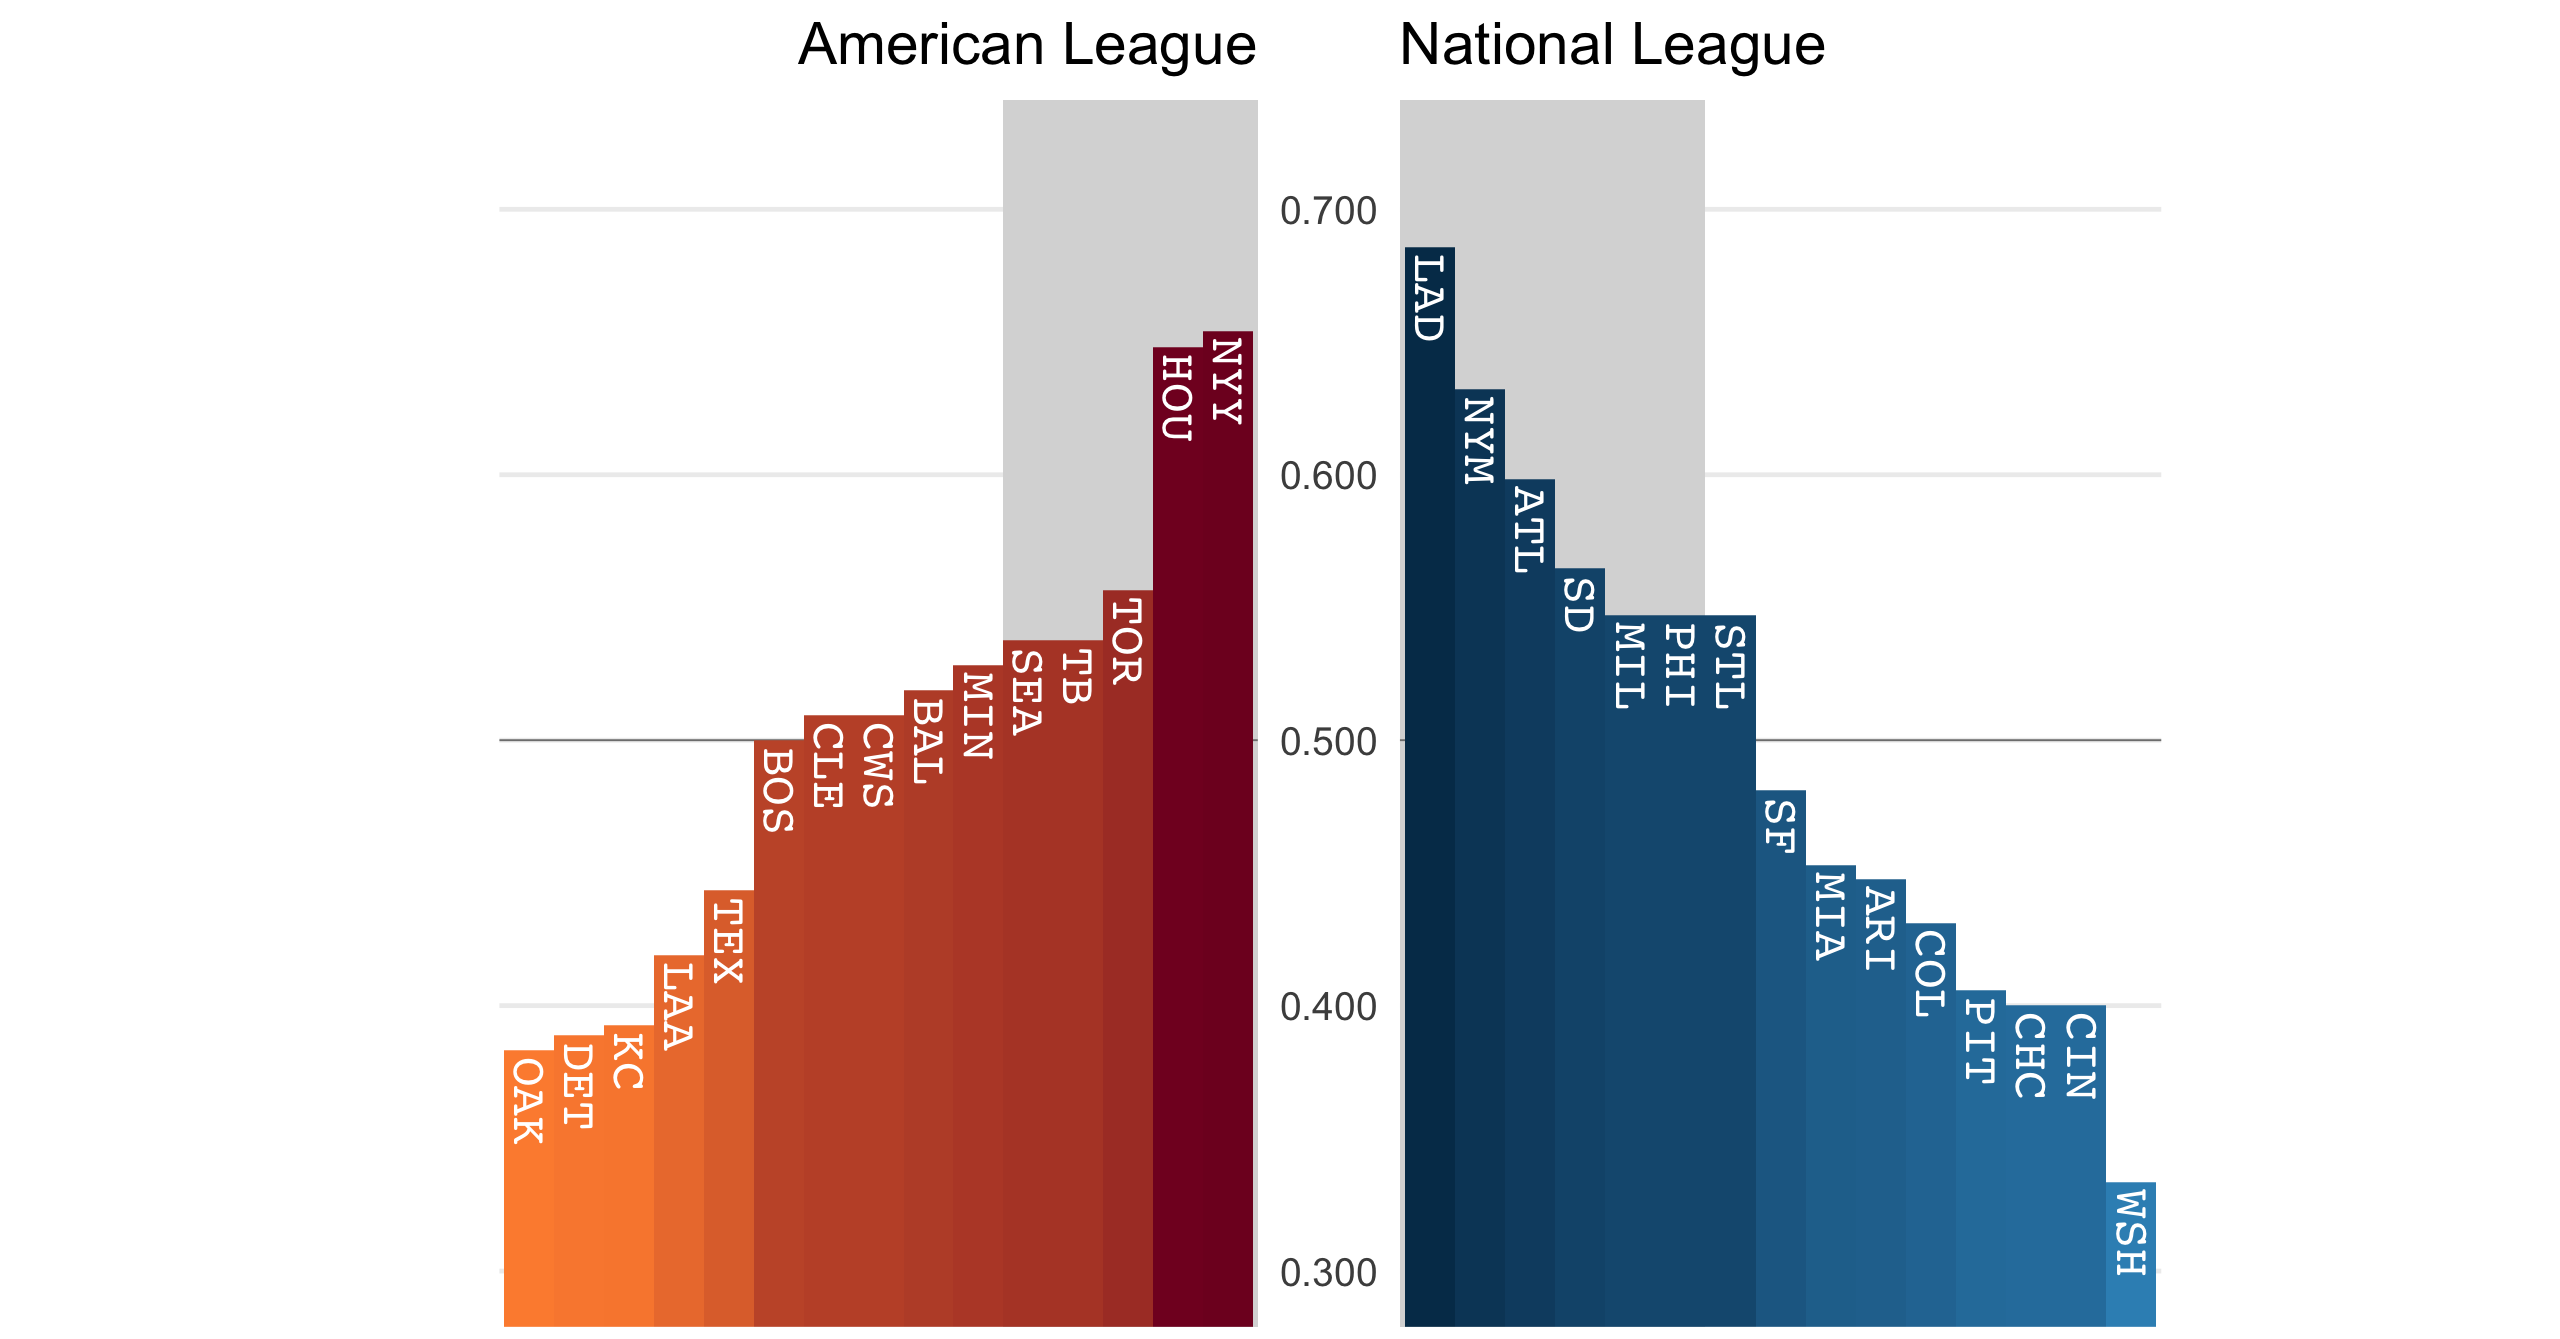 American League
National League
0.700
0.600
0.500
0.400
0.300
OAK
DET
KC
LAA
TEX
BOS
CLE
CWS
BAL
MIN
SEA
TB
TOR
HOU
NYY
LAD
NYM
ATL
SD
MIL
PHI
STL
SF
MIA
ARI
COL
PIT
CHC
CIN
WSH